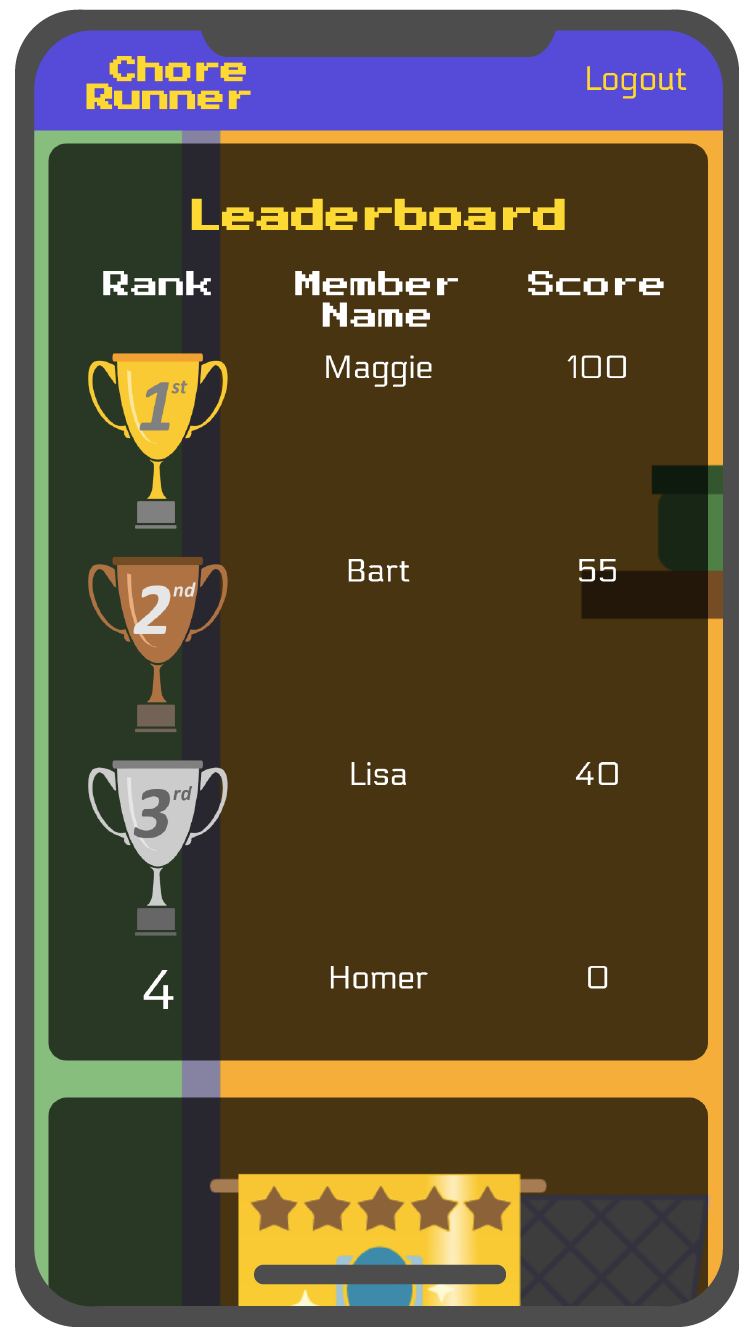 Chore
Runner
Logout
Leaderboard
Rank Member Name Score
1st Maggie 100
2nd Bart 55
3rd Lisa 40
4 Homer 0